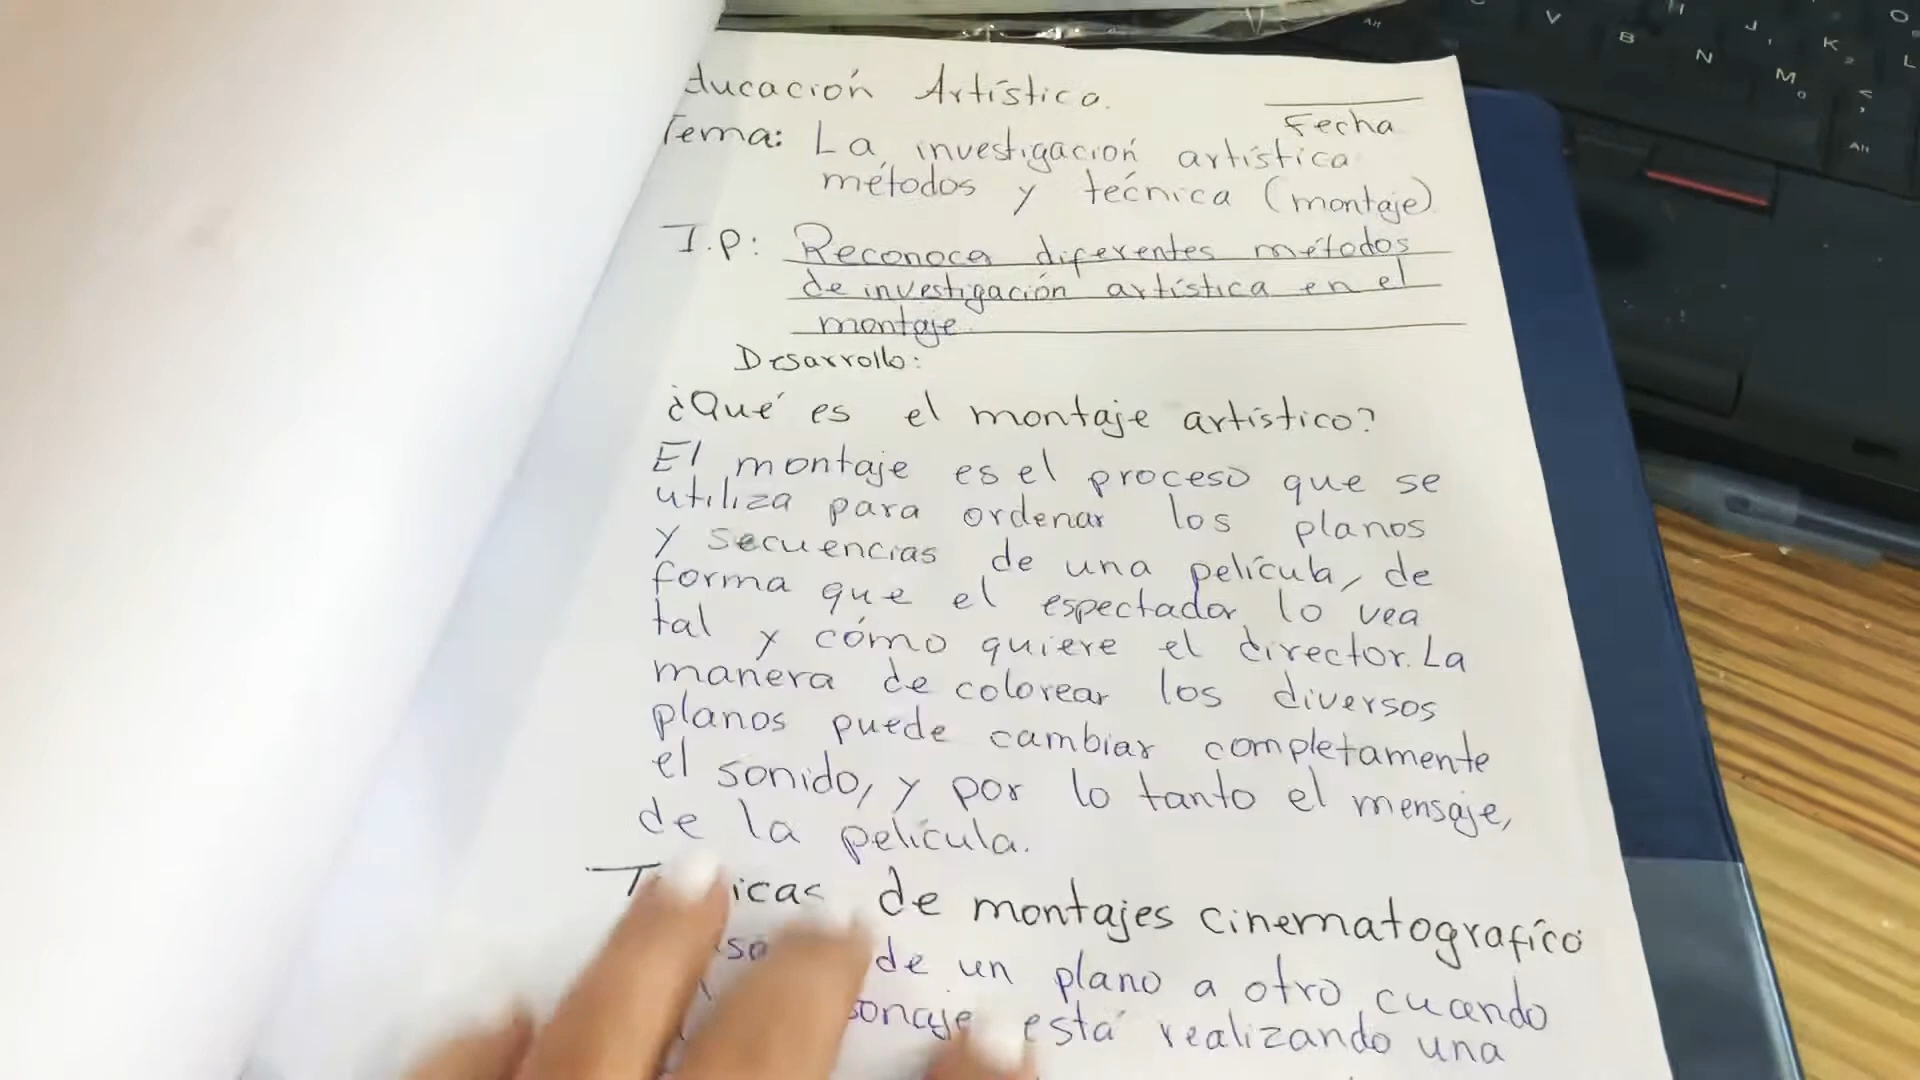 ducación Artística.
Fecha
Tema: La investigación artística
métodos y técnica (montaje)
I.P: Reconoce diferentes métodos
de investigación artística en el
montaje
Desarrollo:
¿Qué es el montaje artístico?
El montaje es el proceso que se
utiliza para ordenar los planos
y secuencias de una película, de
forma que el espectador lo vea
tal y cómo quiere el director. La
manera de colorear los diversos
planos puede cambiar completamente
el sonido, y por lo tanto el mensaje,
de la película.
icas de montajes cinematografíco
de un plano a otro cuando
sonaje está realizando una